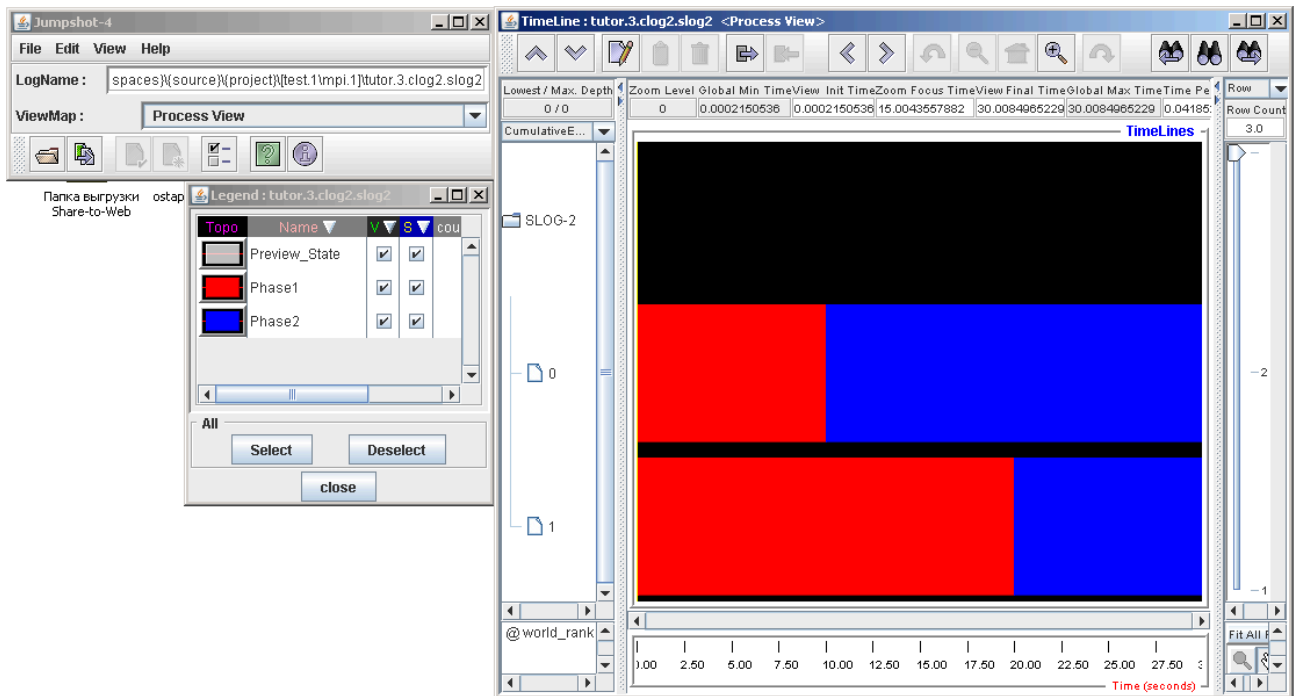 Jumpshot-4
File Edit View Help
LogName : spaces)\(source)\(project)\[test.1\mpi.1]\tutor.3.clog2.slog2
ViewMap : Process View
Папка выгрузки
Share-to-Web
ostap
Legend : tutor.3.clog2.slog2
Topo Name V S cou
Preview_State
Phase1
Phase2
All
Select Deselect
close
TimeLine : tutor.3.clog2.slog2 <Process View>
Lowest / Max. Depth
0 / 0
Zoom Level Global Min Time View Init Time Zoom Focus Time View Final Time Global Max Time Time Pe
0 0.0002150536 0.0002150536 15.0043557882 30.0084965229 30.0084965229 0.04185
Row
Row Count
3.0
CumulativeE...
TimeLines
SLOG-2
0
1
2
1
@world_rank
0.00 2.50 5.00 7.50 10.00 12.50 15.00 17.50 20.00 22.50 25.00 27.50
Time (seconds)
Fit All